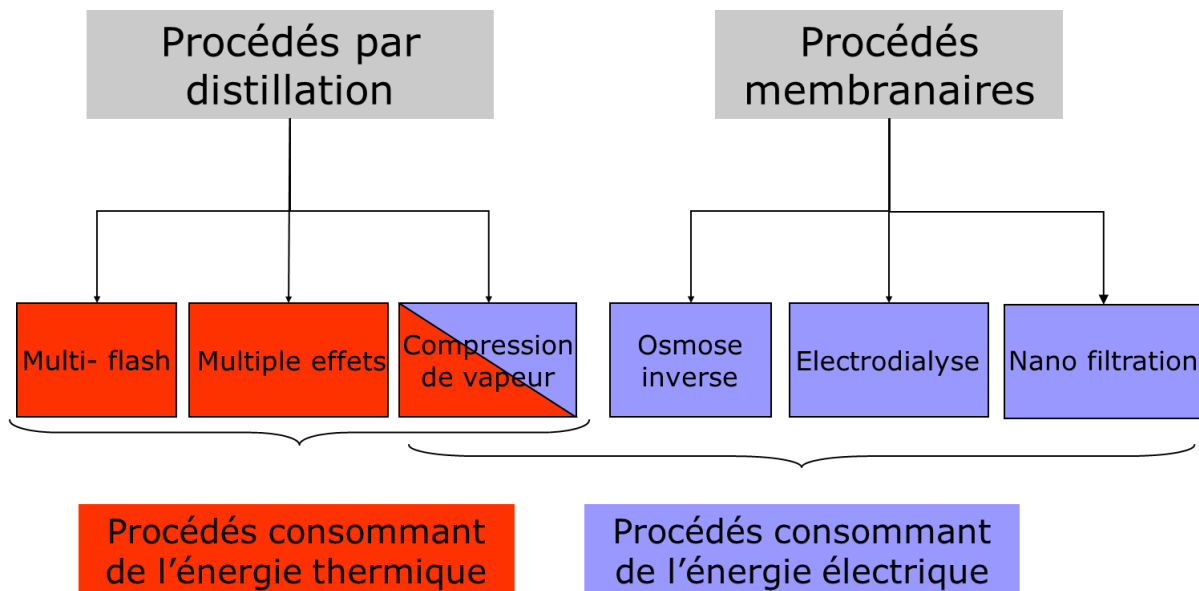 Procédés par
distillation
Procédés
membranaires
Multi- flash
Multiple effets
Compression
de vapeur
Osmose
inverse
Electrodialyse
Nano filtration
Procédés consommant
de l’énergie thermique
Procédés consommant
de l’énergie électrique